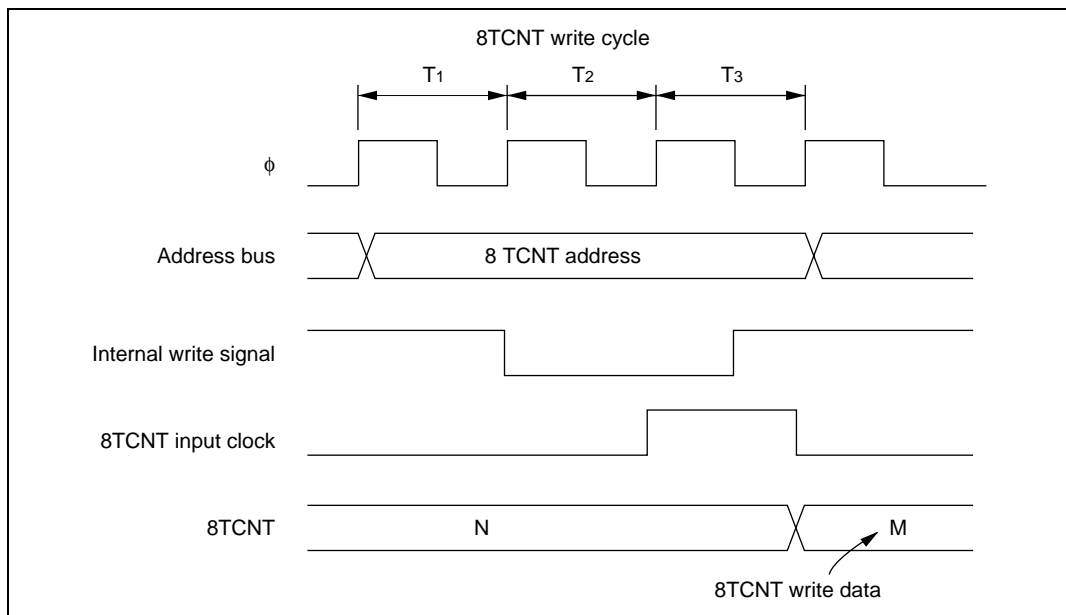 8TCNT write cycle
T1 T2 T3
ϕ
Address bus 8 TCNT address
Internal write signal
8TCNT input clock
8TCNT N M
8TCNT write data